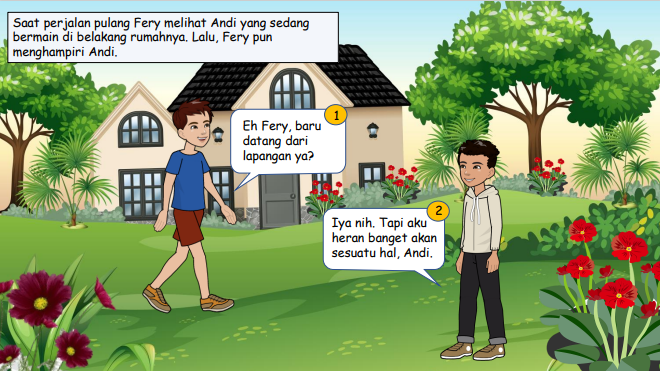 Saat perjalan pulang Fery melihat Andi yang sedang
bermain di belakang rumahnya. Lalu, Fery pun
menghampiri Andi.
1
Eh Fery, baru
datang dari
lapangan ya?
2
Iya nih. Tapi aku
heran banget akan
sesuatu hal, Andi.